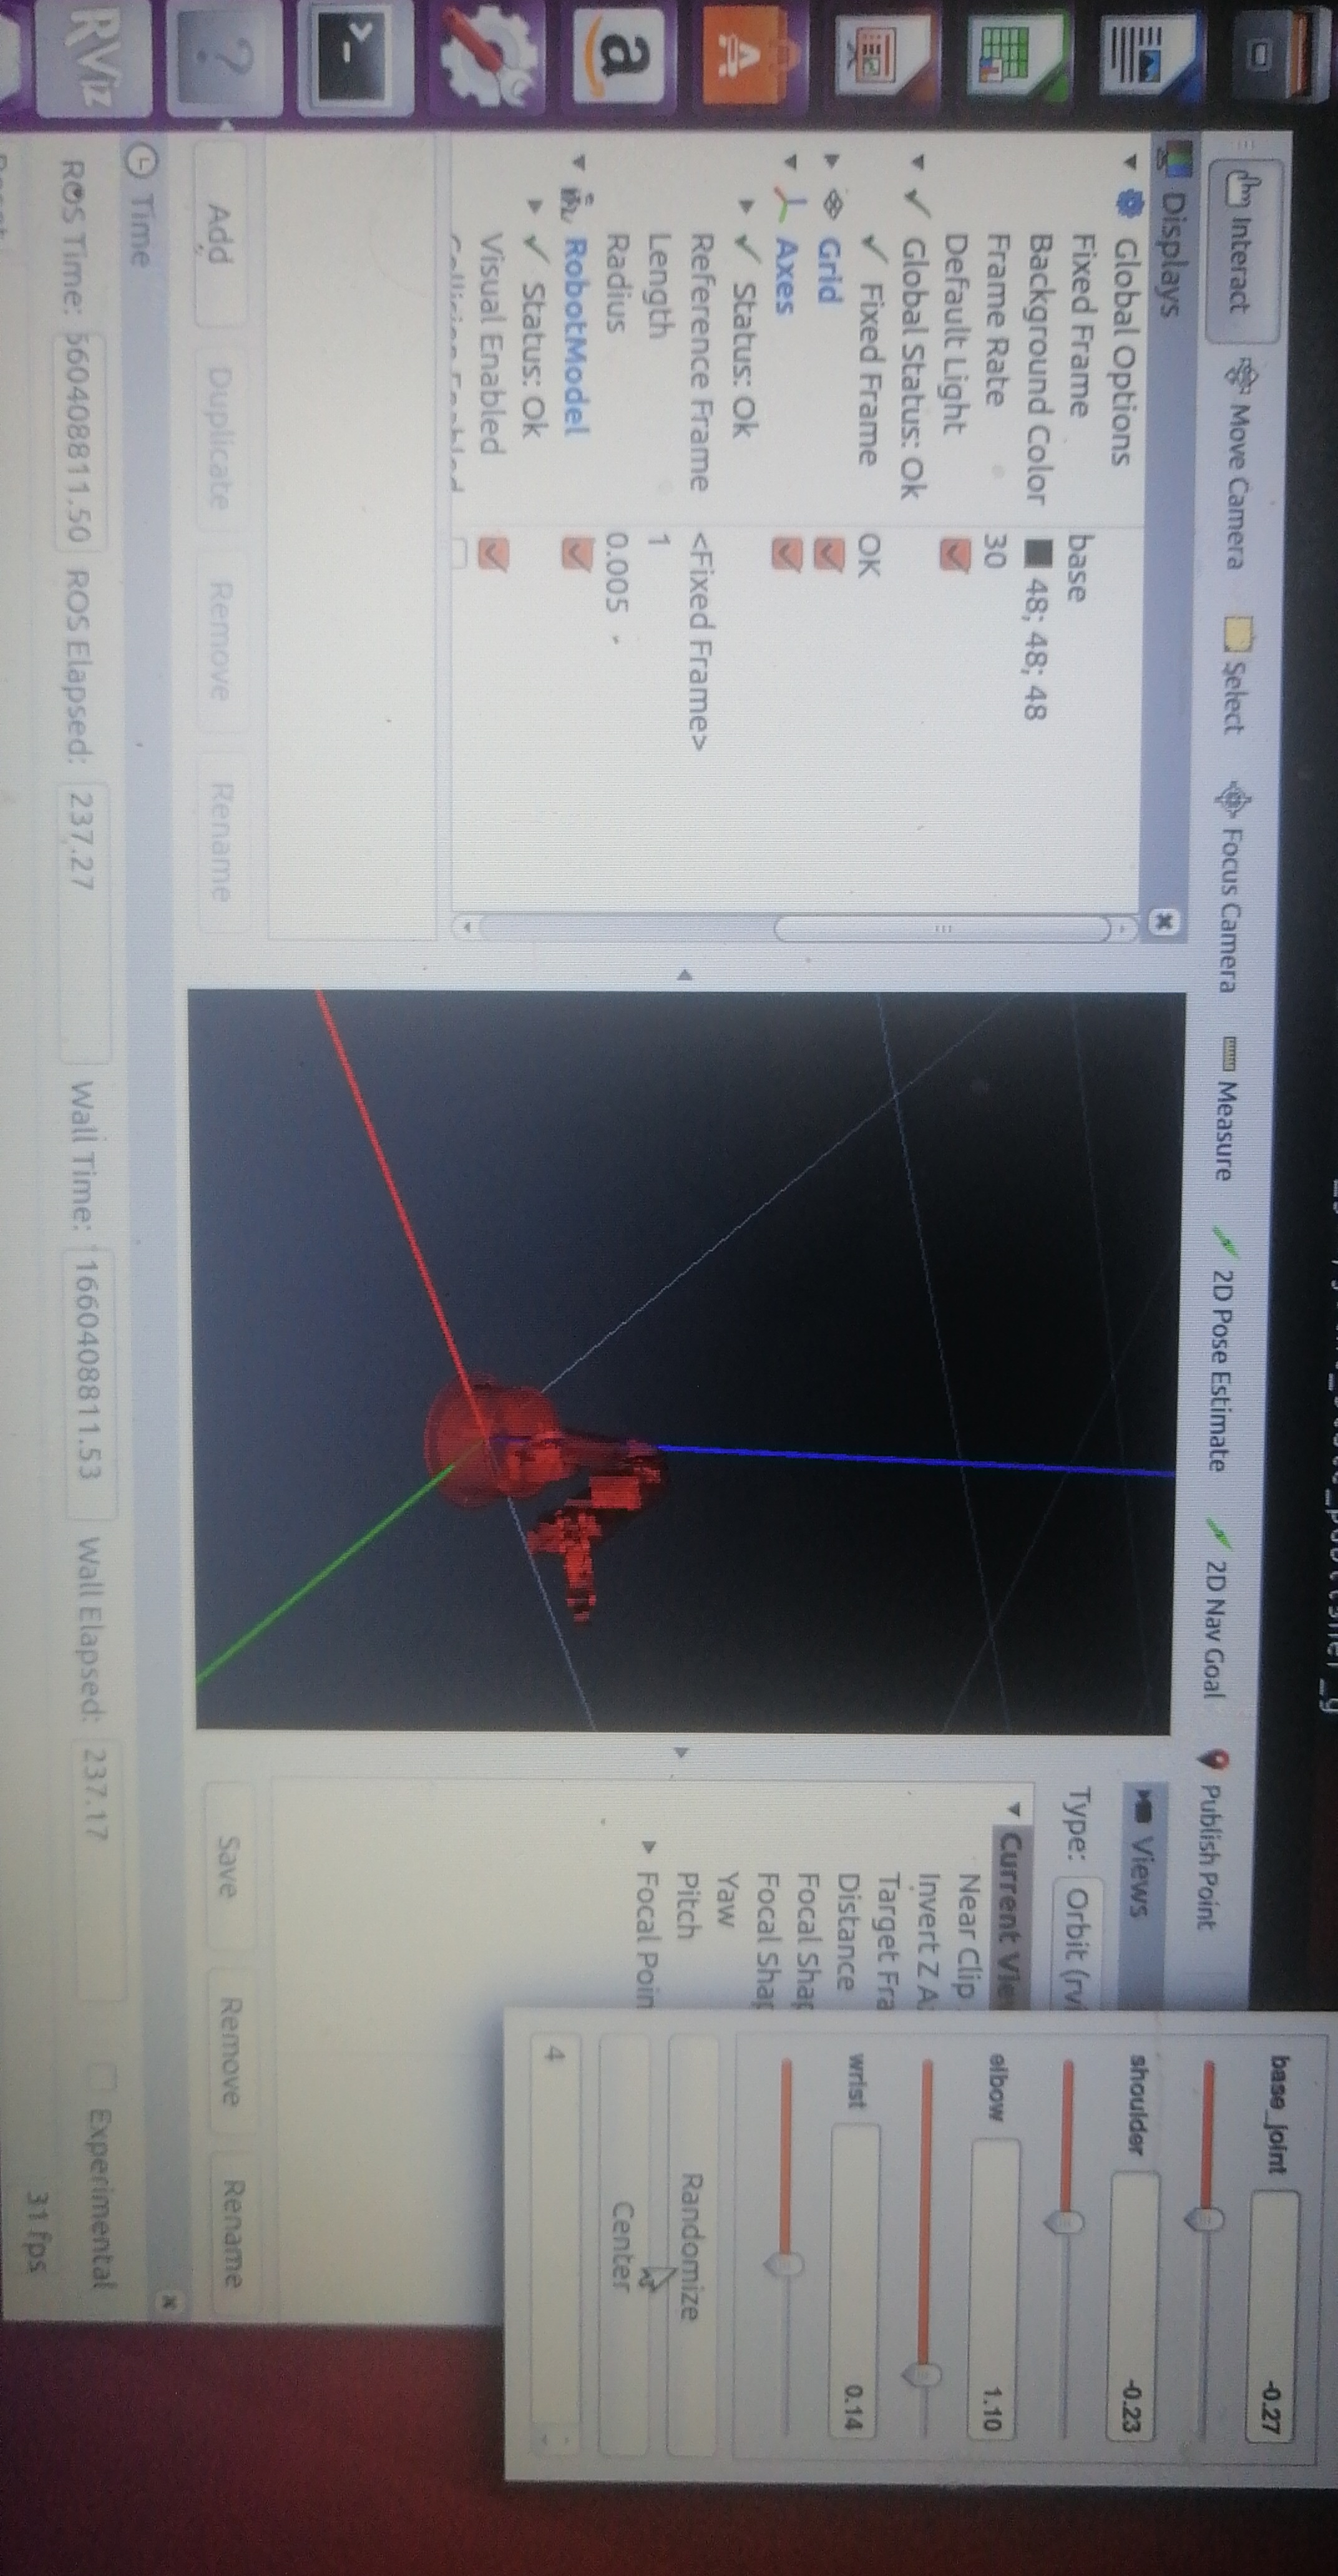 Interact Move Camera Select Focus Camera Measure 2D Pose Estimate 2D Nav Goal Publish Point
Displays
Global Options
Fixed Frame base
Background Color 48; 48; 48
Frame Rate 30
Default Light
Global Status: Ok
Fixed Frame OK
Grid
Axes
Status: Ok
Reference Frame <Fixed Frame>
Length 1
Radius 0.005
RobotModel
Status: Ok
Visual Enabled
Add Duplicate Remove Rename
Views
Type: Orbit (rv
Current Vie
Near Clip
Invert Z A
Target Fra
Distance
Focal Shap
Focal Shap
Yaw
Pitch
Focal Poin
Save Remove Rename
base_joint -0.27
shoulder -0.23
elbow 1.10
wrist 0.14
Randomize
Center
4
Time
ROS Time: 560408811.50 ROS Elapsed: 237.27 Wall Time: 1660408811.53 Wall Elapsed: 237.17 Experimental
31 fps
RViz